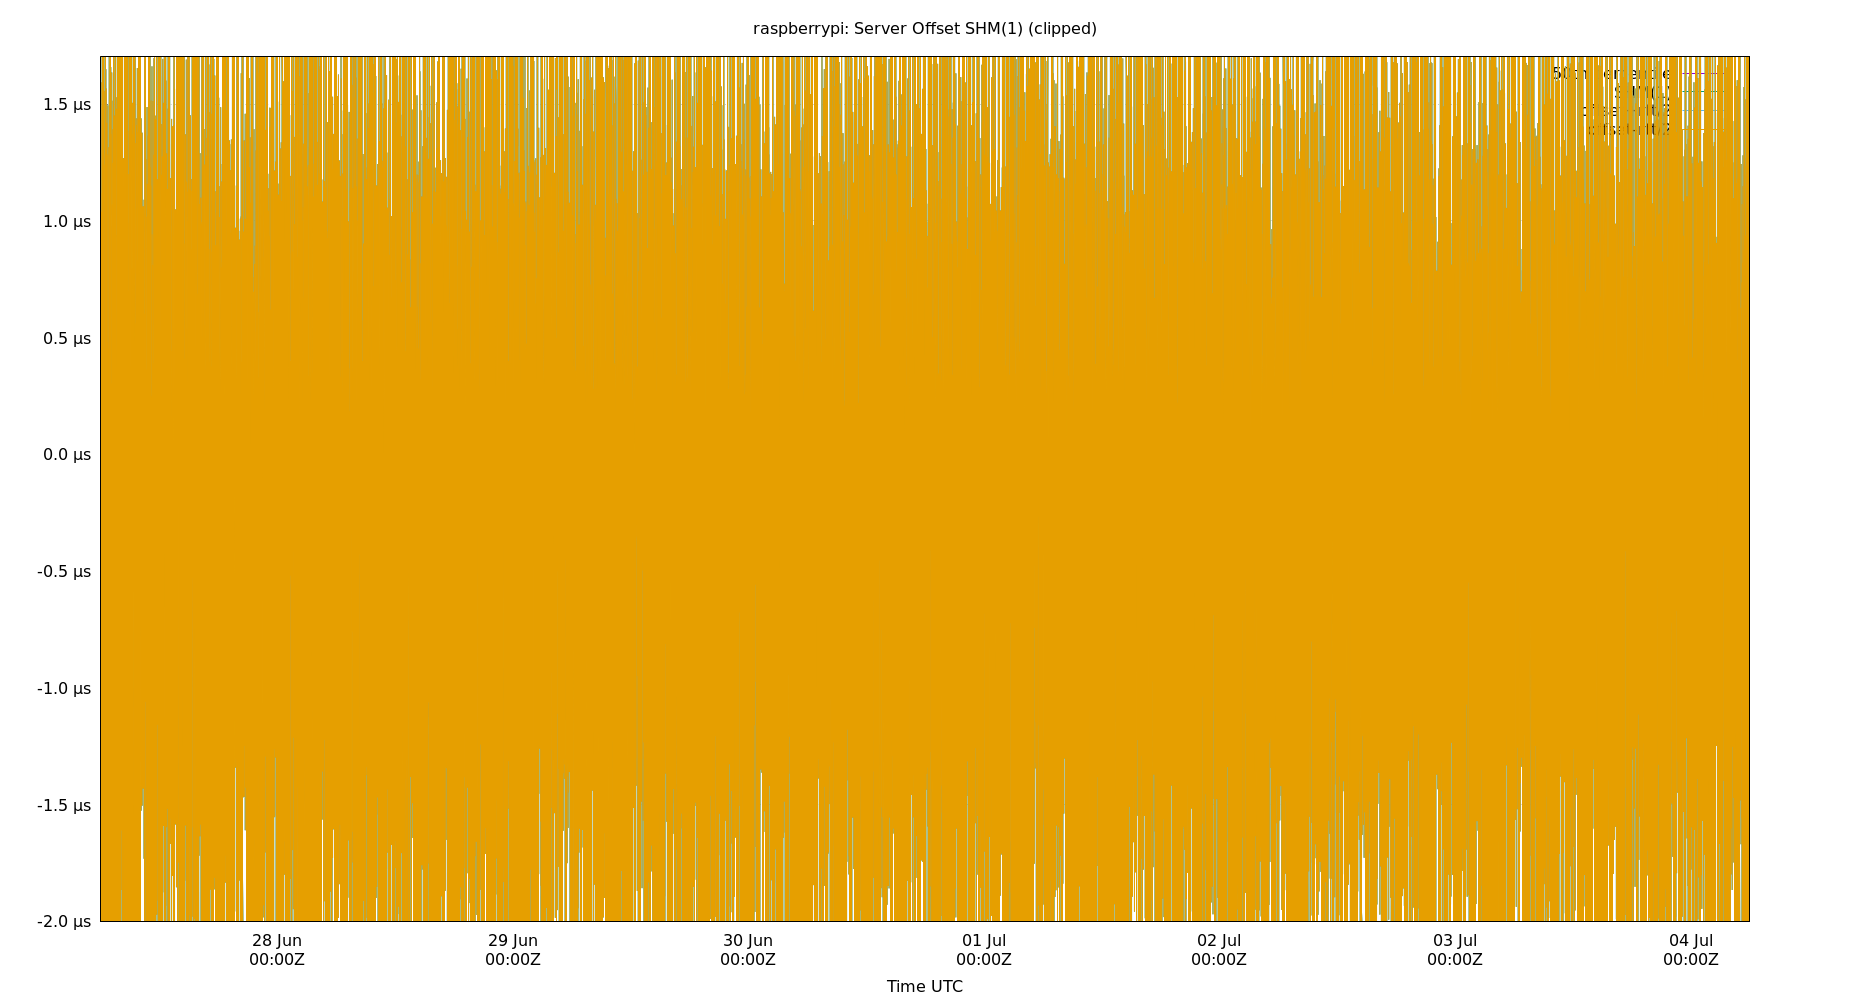 raspberrypi: Server Offset SHM(1) (clipped)
1.5 µs
1.0 µs
0.5 µs
0.0 µs
-0.5 µs
-1.0 µs
-1.5 µs
-2.0 µs
28 Jun
00:00Z
29 Jun
00:00Z
30 Jun
00:00Z
01 Jul
00:00Z
02 Jul
00:00Z
03 Jul
00:00Z
04 Jul
00:00Z
Time UTC